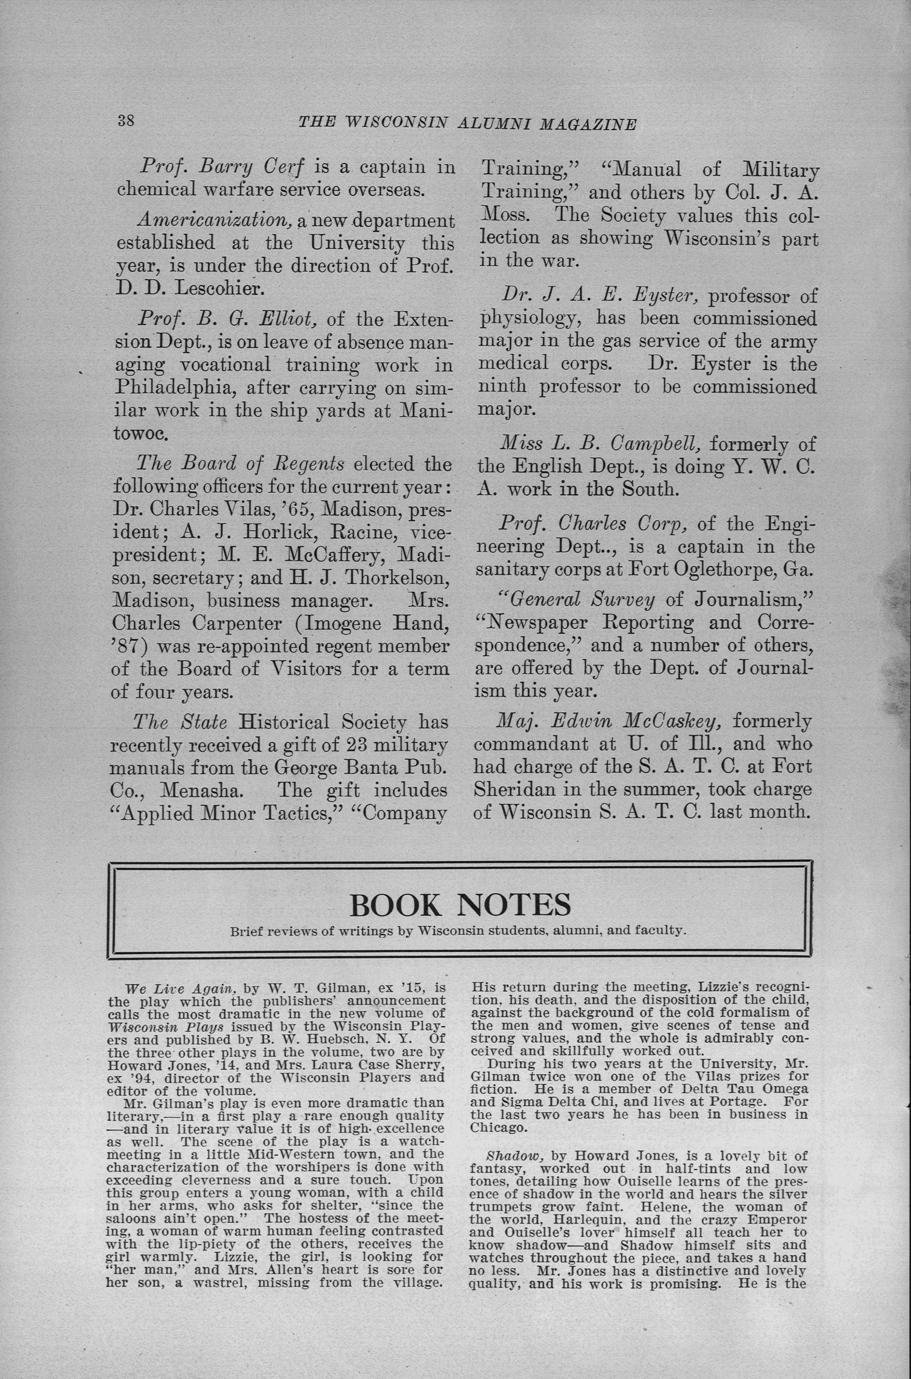 38
THE WISCONSIN ALUMNI MAGAZINE
Prof. Barry Cerf is a captain in
chemical warfare service overseas.
Americanization, a new department
established at the University this
year, is under the direction of Prof.
D. D. Lescohier.
Prof. B. G. Elliot, of the Exten-
sion Dept., is on leave of absence man-
aging vocational training work in
Philadelphia, after carrying on sim-
ilar work in the ship yards at Mani-
towoc.
The Board of Regents elected the
following officers for the current year:
Dr. Charles Vilas, ’65, Madison, pres-
ident; A. J. Horlick, Racine, vice-
president; M. E. McCaffery, Madi-
son, secretary; and H. J. Thorkelson,
Madison, business manager. Mrs.
Charles Carpenter (Imogene Hand,
’87) was re-appointed regent member
of the Board of Visitors for a term
of four years.
The State Historical Society has
recently received a gift of 23 military
manuals from the George Banta Pub.
Co., Menasha. The gift includes
“Applied Minor Tactics,” “Company
Training,” “Manual of Military
Training,” and others by Col. J. A.
Moss. The Society values this col-
lection as showing Wisconsin’s part
in the war.
Dr. J. A. E. Eyster, professor of
physiology, has been commissioned
major in the gas service of the army
medical corps. Dr. Eyster is the
ninth professor to be commissioned
major.
Miss L. B. Campbell, formerly of
the English Dept., is doing Y. W. C.
A. work in the South.
Prof. Charles Corp, of the Engi-
neering Dept.., is a captain in the
sanitary corps at Fort Oglethorpe, Ga.
“General Survey of Journalism,”
“Newspaper Reporting and Corre-
spondence,” and a number of others,
are offered by the Dept. of Journal-
ism this year.
Maj. Edwin McCaskey, formerly
commandant at U. of Ill., and who
had charge of the S. A. T. C. at Fort
Sheridan in the summer, took charge
of Wisconsin S. A. T. C. last month.
BOOK NOTES
Brief reviews of writings by Wisconsin students, alumni, and faculty.
We Live Again, by W. T. Gilman, ex ’15, is
the play which the publishers’ announcement
calls the most dramatic in the new volume of
Wisconsin Plays issued by the Wisconsin Play-
ers and published by B. W. Huebsch, N. Y. Of
the three other plays in the volume, two are by
Howard Jones, ’14, and Mrs. Laura Case Sherry,
ex ’94, director of the Wisconsin Players and
editor of the volume.
Mr. Gilman’s play is even more dramatic than
literary,—in a first play a rare enough quality
—and in literary value it is of high excellence
as well. The scene of the play is a watch-
meeting in a little Mid-Western town, and the
characterization of the worshipers is done with
exceeding cleverness and a sure touch. Upon
this group enters a young woman, with a child
in her arms, who asks for shelter, “since the
saloons ain’t open.” The hostess of the meet-
ing, a woman of warm human feeling contrasted
with the lip-piety of the others, receives the
girl warmly. Lizzie, the girl, is looking for
“her man,” and Mrs. Allen’s heart is sore for
her son, a wastrel, missing from the village.
His return during the meeting, Lizzie’s recogni-
tion, his death, and the disposition of the child,
against the background of the cold formalism of
the men and women, give scenes of tense and
strong values, and the whole is admirably con-
ceived and skillfully worked out.
During his two years at the University, Mr.
Gilman twice won one of the Vilas prizes for
fiction. He is a member of Delta Tau Omega
and Sigma Delta Chi, and lives at Portage. For
the last two years he has been in business in
Chicago.
Shadow, by Howard Jones, is a lovely bit of
fantasy, worked out in half-tints and low
tones, detailing how Ouiselle learns of the pres-
ence of shadow in the world and hears the silver
trumpets grow faint. Helene, the woman of
the world, Harlequin, and the crazy Emperor
and Ouiselle’s lover himself all teach her to
know shadow—and Shadow himself sits and
watches throughout the piece, and takes a hand
no less. Mr. Jones has a distinctive and lovely
quality, and his work is promising. He is the